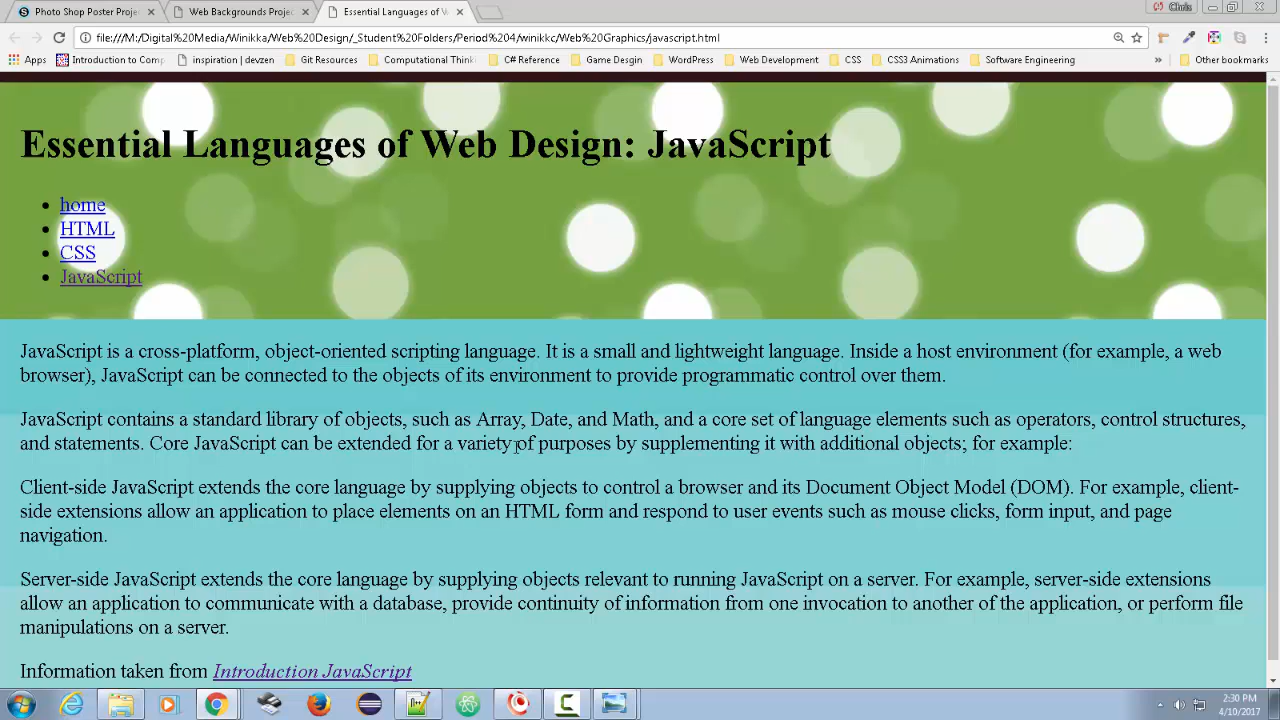 Photo Shop Poster Proje
Web Backgrounds Projec
Essential Languages of W
Chris
file:///M:/Digital%20Media/Winikka/Web%20Design/_Student%20Folders/Period%204/winikkc/Web%20Graphics/javascript.html
Apps
Introduction to Comp
inspiration | devzen
Git Resources
Computational Think
C# Reference
Game Desgin
WordPress
Web Development
CSS
CSS3 Animations
Software Engineering
»
Other bookmarks
Essential Languages of Web Design: JavaScript
• home
• HTML
• CSS
• JavaScript
JavaScript is a cross-platform, object-oriented scripting language. It is a small and lightweight language. Inside a host environment (for example, a web
browser), JavaScript can be connected to the objects of its environment to provide programmatic control over them.
JavaScript contains a standard library of objects, such as Array, Date, and Math, and a core set of language elements such as operators, control structures,
and statements. Core JavaScript can be extended for a variety of purposes by supplementing it with additional objects; for example:
Client-side JavaScript extends the core language by supplying objects to control a browser and its Document Object Model (DOM). For example, client-
side extensions allow an application to place elements on an HTML form and respond to user events such as mouse clicks, form input, and page
navigation.
Server-side JavaScript extends the core language by supplying objects relevant to running JavaScript on a server. For example, server-side extensions
allow an application to communicate with a database, provide continuity of information from one invocation to another of the application, or perform file
manipulations on a server.
Information taken from Introduction JavaScript
2:30 PM
4/10/2017